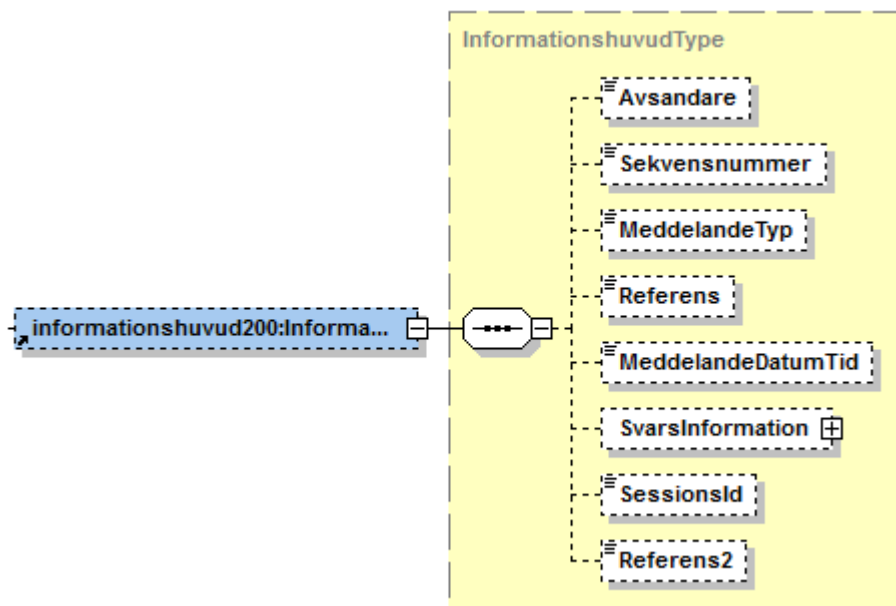 InformationshuvudType
Avsandare
Sekvensnummer
MeddelandeTyp
Referens
informationshuvud200:Informa...
MeddelandeDatumTid
SvarsInformation
SessionsId
Referens2